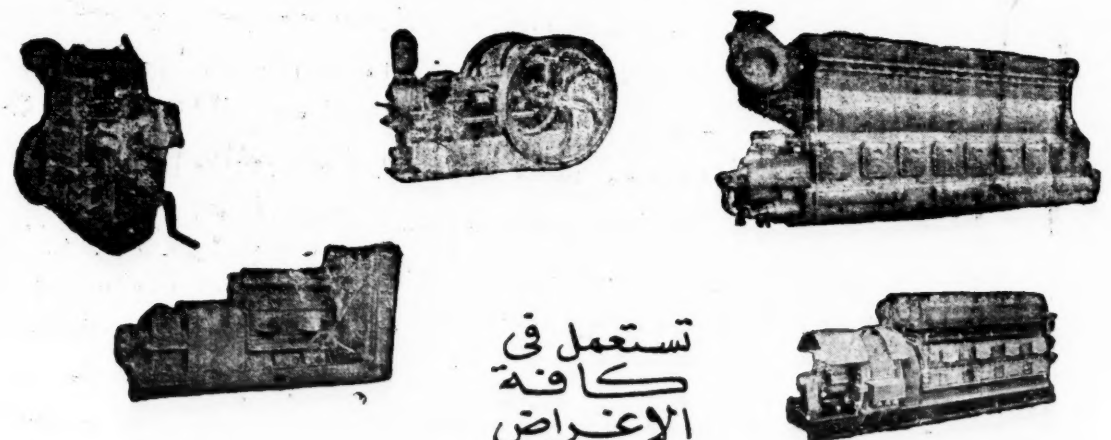 تستعمل فى
كافة
الاغراض